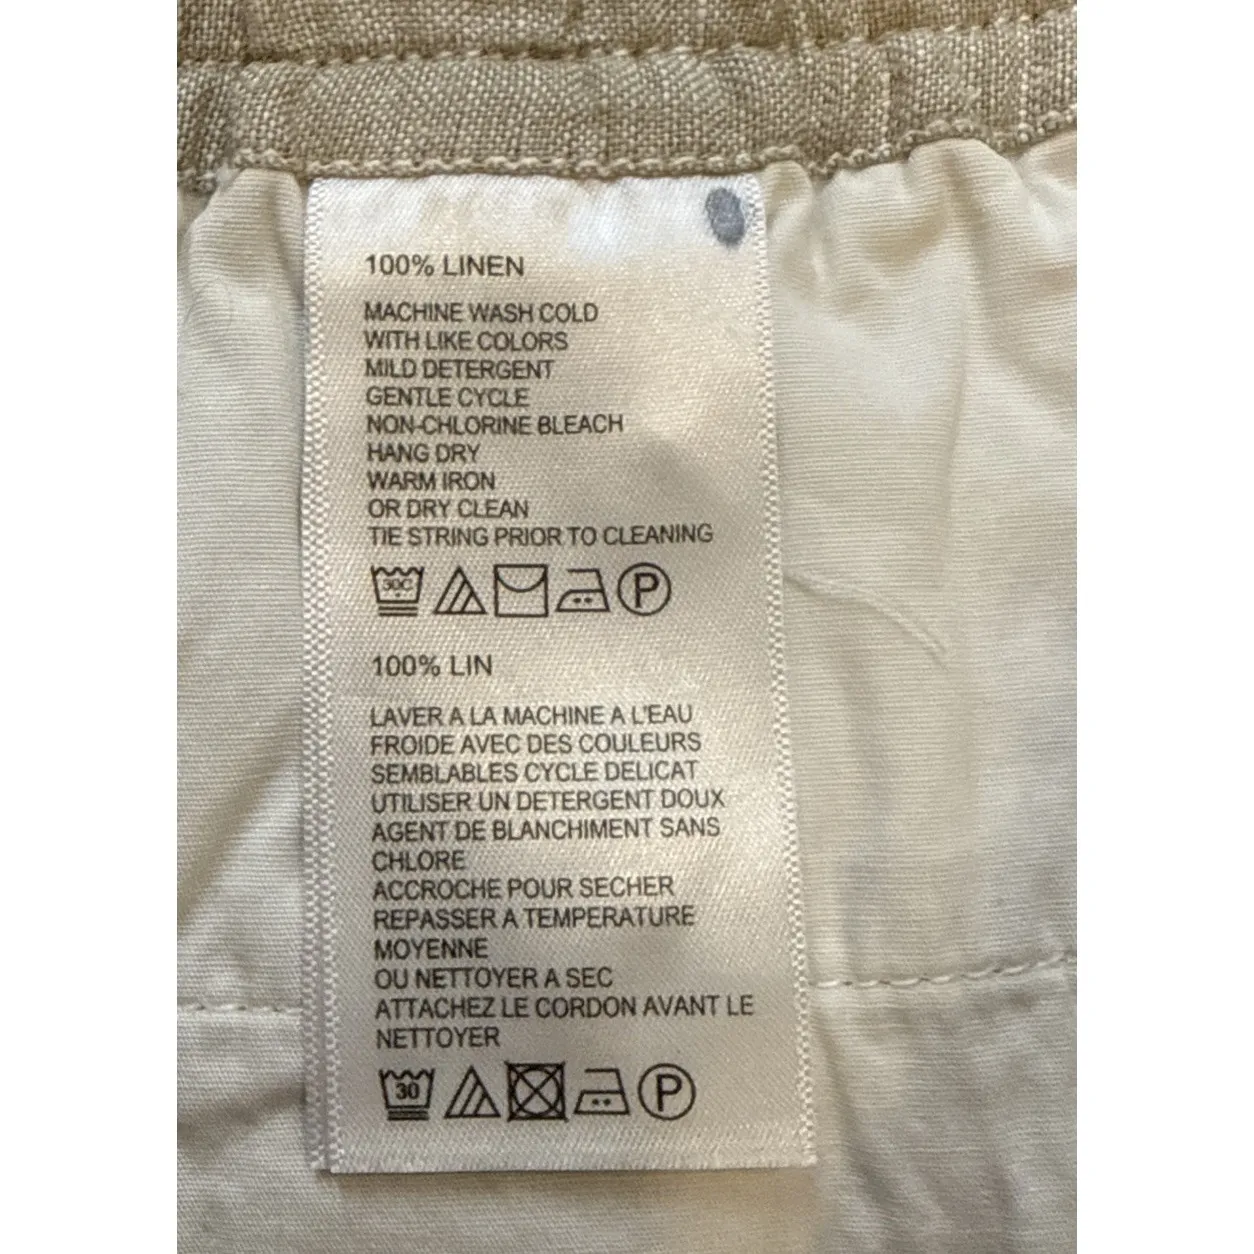 100% LINEN
MACHINE WASH COLD
WITH LIKE COLORS
MILD DETERGENT
GENTLE CYCLE
NON-CHLORINE BLEACH
HANG DRY
WARM IRON
OR DRY CLEAN
TIE STRING PRIOR TO CLEANING
30C P
100% LIN
LAVER A LA MACHINE A L'EAU
FROIDE AVEC DES COULEURS
SEMBLABLES CYCLE DELICAT
UTILISER UN DETERGENT DOUX
AGENT DE BLANCHIMENT SANS
CHLORE
ACCROCHE POUR SECHER
REPASSER A TEMPERATURE
MOYENNE
OU NETTOYER A SEC
ATTACHEZ LE CORDON AVANT LE
NETTOYER
30 P